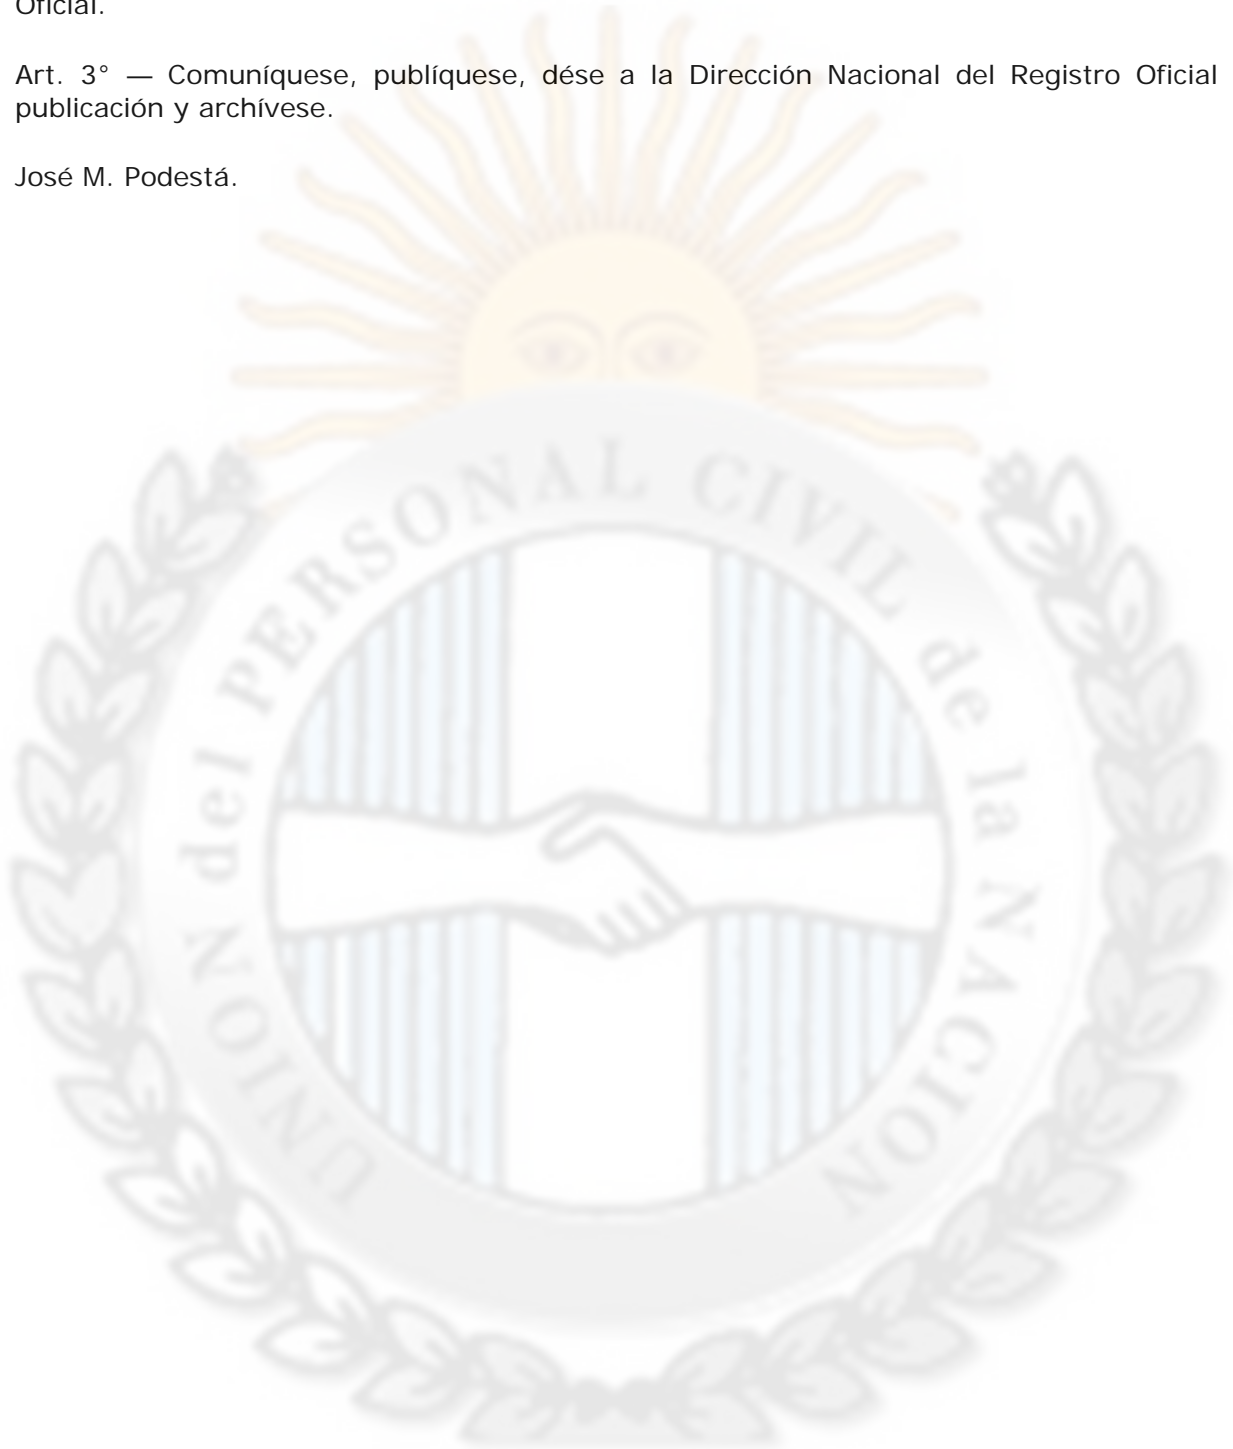 Oficial.
Art. 3° — Comuníquese, publíquese, dése a la Dirección Nacional del Registro Oficial
publicación y archívese.
José M. Podestá.
UNION del PERSONAL CIVIL de la NACION